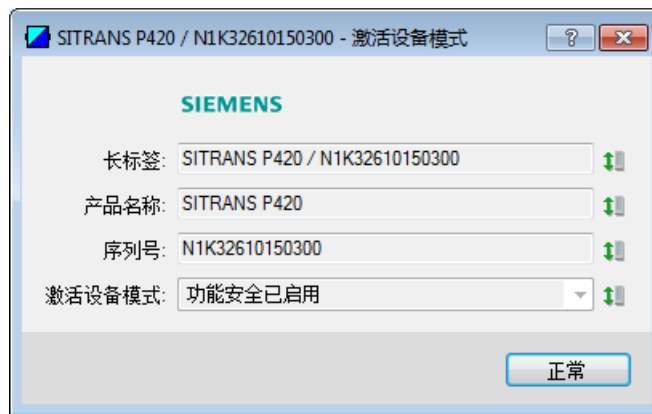 SITRANS P420 / N1K32610150300 - 激活设备模式
SIEMENS
长标签: SITRANS P420 / N1K32610150300
产品名称: SITRANS P420
序列号: N1K32610150300
激活设备模式: 功能安全已启用
正常